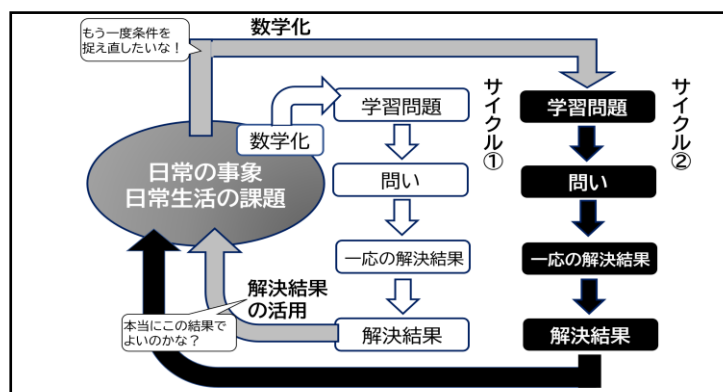 もう一度条件を
捉え直したいな！
数学化
数学化
日常の事象
日常生活の課題
学習問題
問い
一応の解決結果
解決結果
サイクル①
学習問題
問い
一応の解決結果
解決結果
サイクル②
解決結果
の活用
本当にこの結果で
よいのかな？